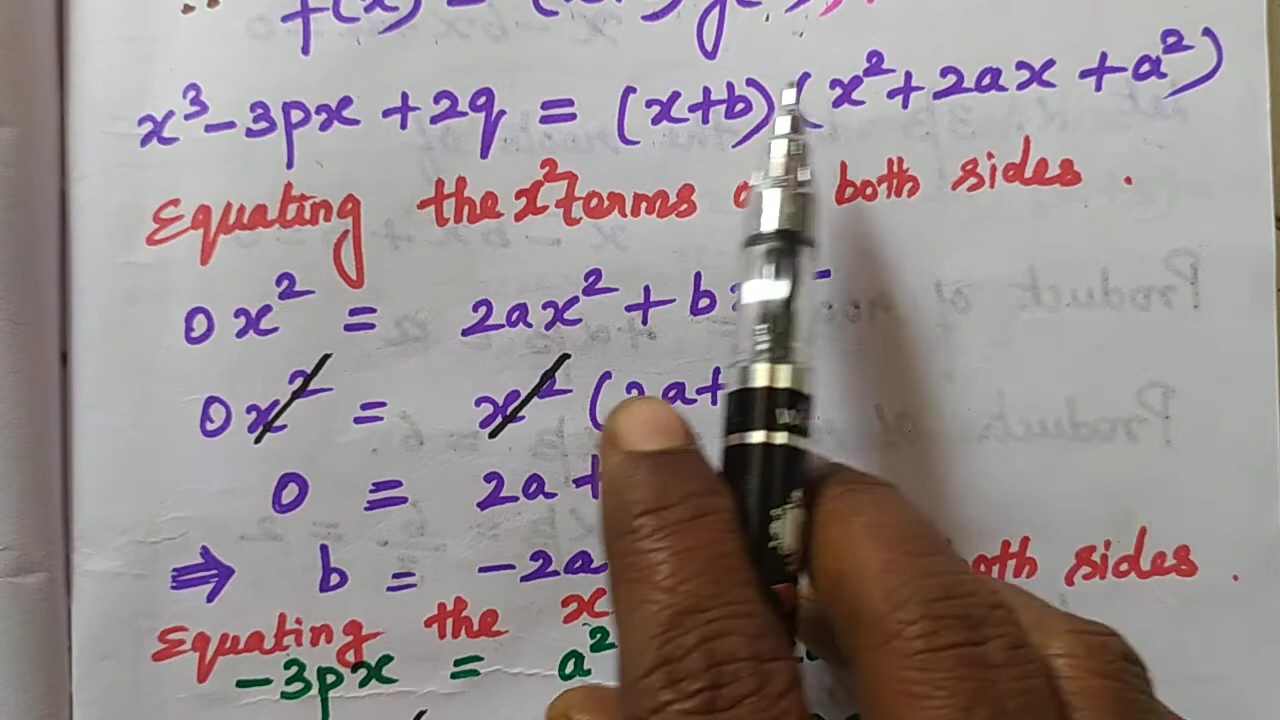 x³ - 3px + 2q = (x+b)(x² + 2ax + a²)
Equating the x² terms both sides .
0x² = 2ax² + b
0x² = x² (2a+
0 = 2a +
⇒ b = -2a
Equating the x both sides .
-3px = a²